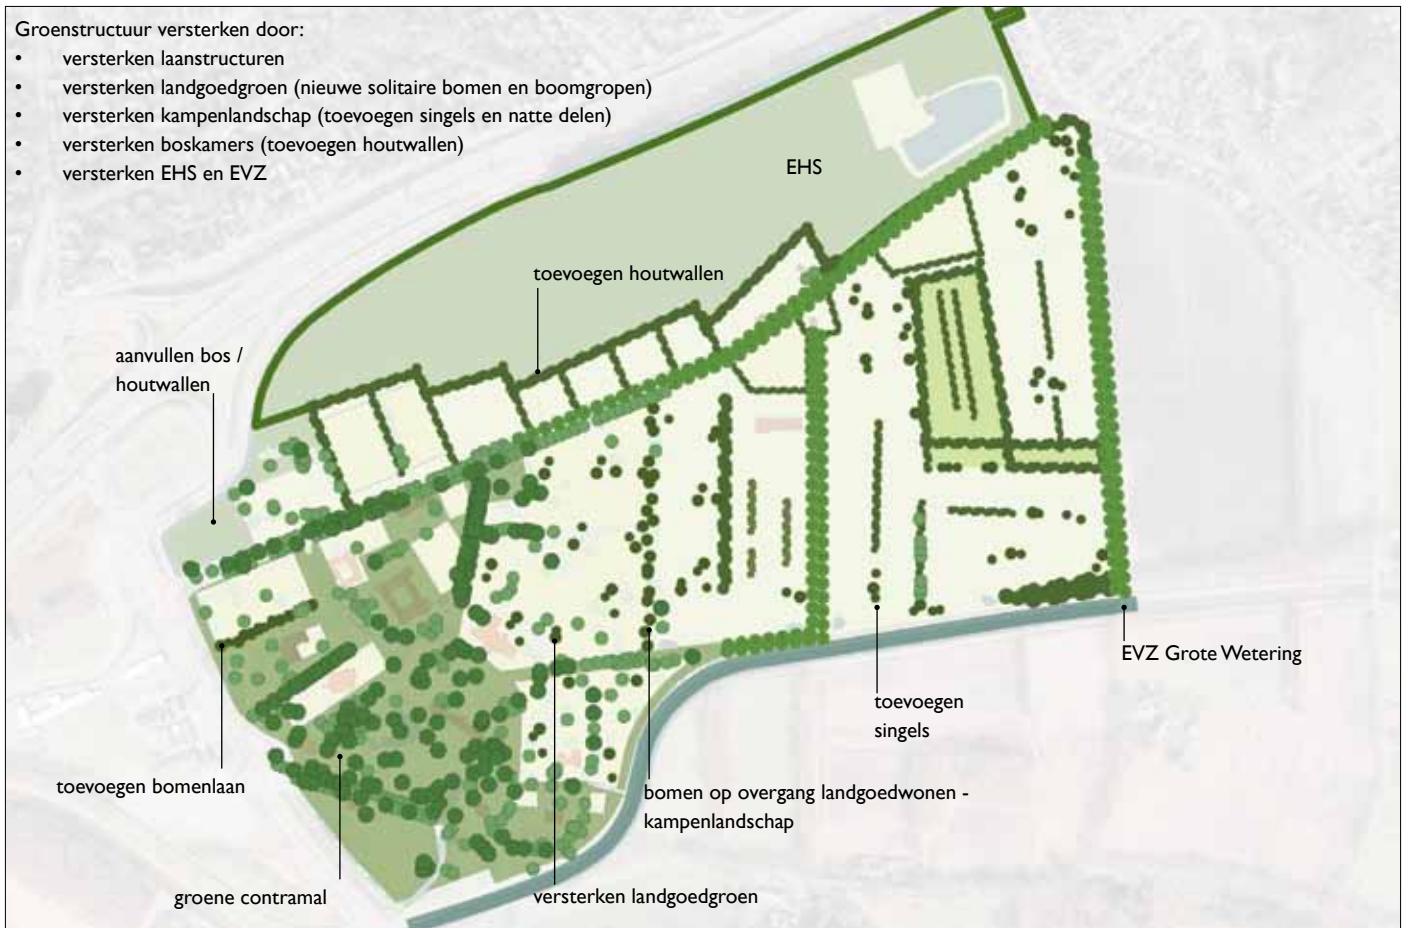 Groenstructuur versterken door:
• versterken laanstructuren
• versterken landgoedgroen (nieuwe solitaire bomen en boomgropen)
• versterken kampenlandschap (toevoegen singels en natte delen)
• versterken boskamers (toevoegen houtwallen)
• versterken EHS en EVZ
EHS
toevoegen houtwallen
aanvullen bos /
houtwallen
EVZ Grote Wetering
toevoegen
singels
toevoegen bomenlaan
bomen op overgang landgoedwonen -
kampenlandschap
groene contramal
versterken landgoedgroen